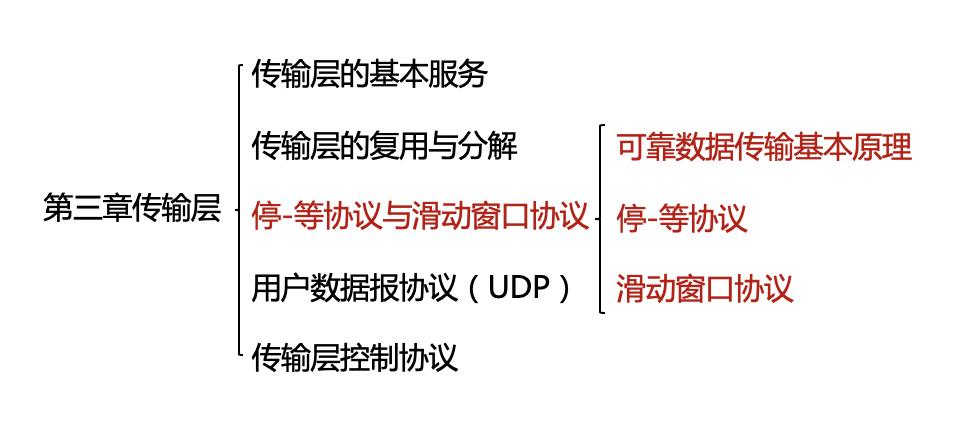 第三章传输层
传输层的基本服务
传输层的复用与分解
停-等协议与滑动窗口协议
用户数据报协议（UDP）
传输层控制协议
可靠数据传输基本原理
停-等协议
滑动窗口协议